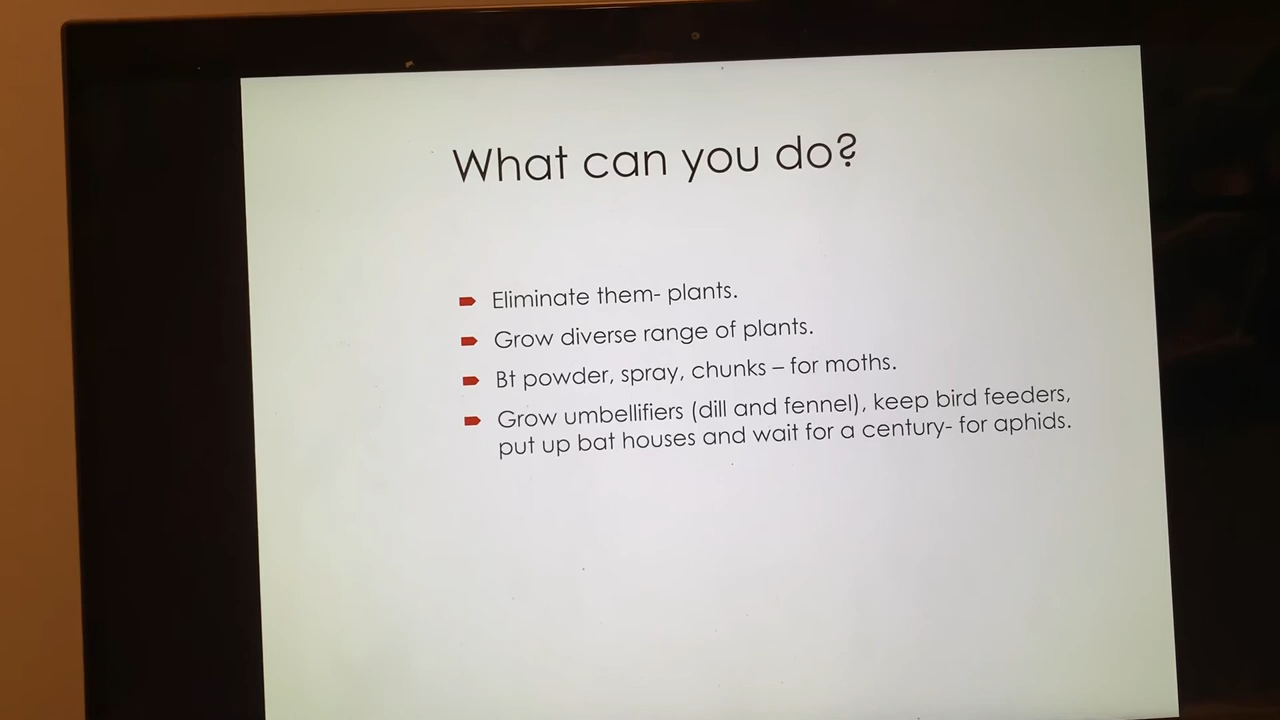 What can you do?
Eliminate them- plants.
Grow diverse range of plants.
Bt powder, spray, chunks – for moths.
Grow umbellifiers (dill and fennel), keep bird feeders,
put up bat houses and wait for a century- for aphids.